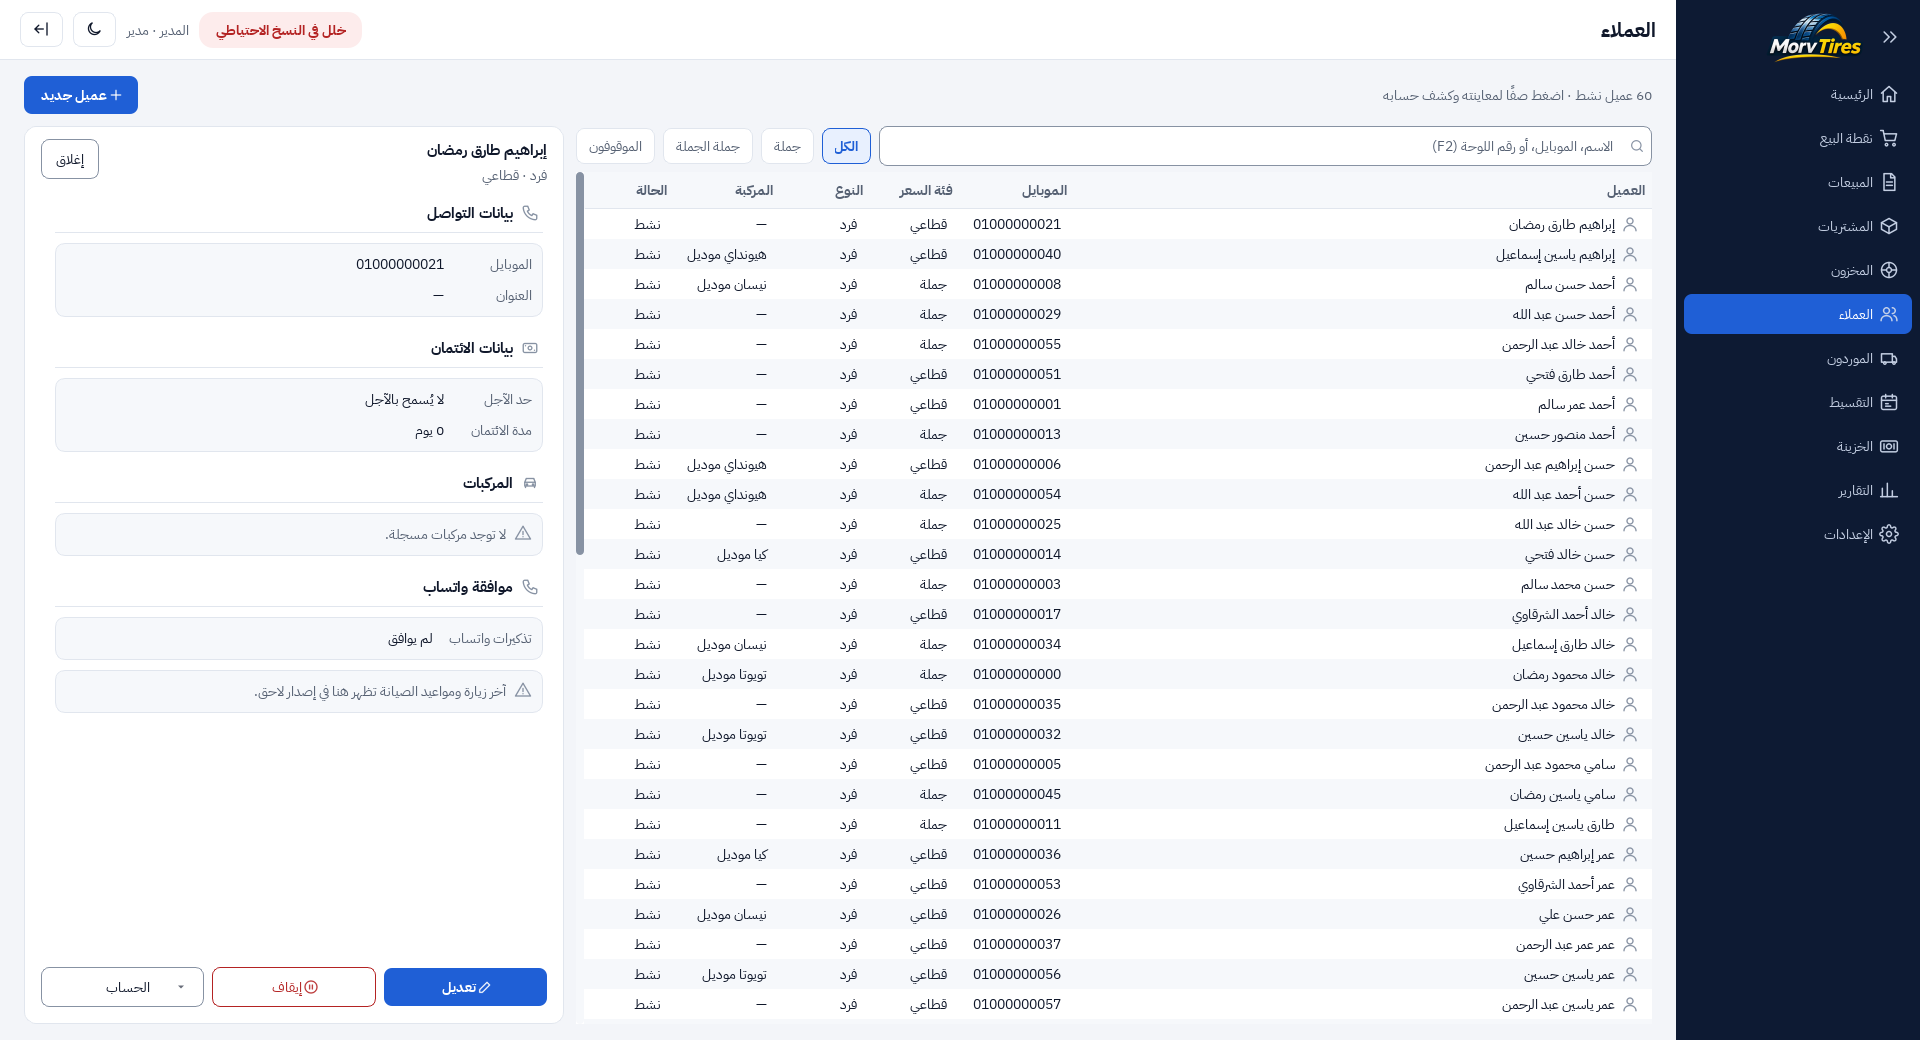 Morv Tires
الرئيسية
نقطة البيع
المبيعات
المشتريات
المخزون
العملاء
الموردون
التقسيط
الخزينة
التقارير
الإعدادات
العملاء
خلل في النسخ الاحتياطي
المدير · مدير
60 عميل نشط · اضغط صفًا لمعاينته وكشف حسابه
+ عميل جديد
الاسم، الموبايل، أو رقم اللوحة (F2)
الكل
جملة
جملة الجملة
الموقوفون
العميل الموبايل فئة السعر النوع المركبة الحالة
إبراهيم طارق رمضان 01000000021 قطاعي فرد — نشط
إبراهيم ياسين إسماعيل 01000000040 قطاعي فرد هيونداي موديل نشط
أحمد حسن سالم 01000000008 جملة فرد نيسان موديل نشط
أحمد حسن عبد الله 01000000029 جملة فرد — نشط
أحمد خالد عبد الرحمن 01000000055 جملة فرد — نشط
أحمد طارق فتحي 01000000051 قطاعي فرد — نشط
أحمد عمر سالم 01000000001 قطاعي فرد — نشط
أحمد منصور حسين 01000000013 جملة فرد — نشط
حسن إبراهيم عبد الرحمن 01000000006 قطاعي فرد هيونداي موديل نشط
حسن أحمد عبد الله 01000000054 جملة فرد هيونداي موديل نشط
حسن خالد عبد الله 01000000025 جملة فرد — نشط
حسن خالد فتحي 01000000014 قطاعي فرد كيا موديل نشط
حسن محمد سالم 01000000003 جملة فرد — نشط
خالد أحمد الشرقاوي 01000000017 قطاعي فرد — نشط
خالد طارق إسماعيل 01000000034 جملة فرد نيسان موديل نشط
خالد محمود رمضان 01000000000 جملة فرد تويوتا موديل نشط
خالد محمود عبد الرحمن 01000000035 قطاعي فرد — نشط
خالد ياسين حسين 01000000032 قطاعي فرد تويوتا موديل نشط
سامي محمود عبد الرحمن 01000000005 قطاعي فرد — نشط
سامي ياسين رمضان 01000000045 جملة فرد — نشط
طارق ياسين إسماعيل 01000000011 جملة فرد — نشط
عمر إبراهيم حسين 01000000036 قطاعي فرد كيا موديل نشط
عمر أحمد الشرقاوي 01000000053 قطاعي فرد — نشط
عمر حسن علي 01000000026 قطاعي فرد نيسان موديل نشط
عمر عمر عبد الرحمن 01000000037 قطاعي فرد — نشط
عمر ياسين حسين 01000000056 قطاعي فرد تويوتا موديل نشط
عمر ياسين عبد الرحمن 01000000057 قطاعي فرد — نشط
إبراهيم طارق رمضان
فرد · قطاعي
إغلاق
بيانات التواصل
الموبايل 01000000021
العنوان —
بيانات الائتمان
حد الآجل لا يُسمح بالآجل
مدة الائتمان 0 يوم
المركبات
لا توجد مركبات مسجلة.
موافقة واتساب
تذكيرات واتساب لم يوافق
آخر زيارة ومواعيد الصيانة تظهر هنا في إصدار لاحق.
تعديل
إيقاف
الحساب